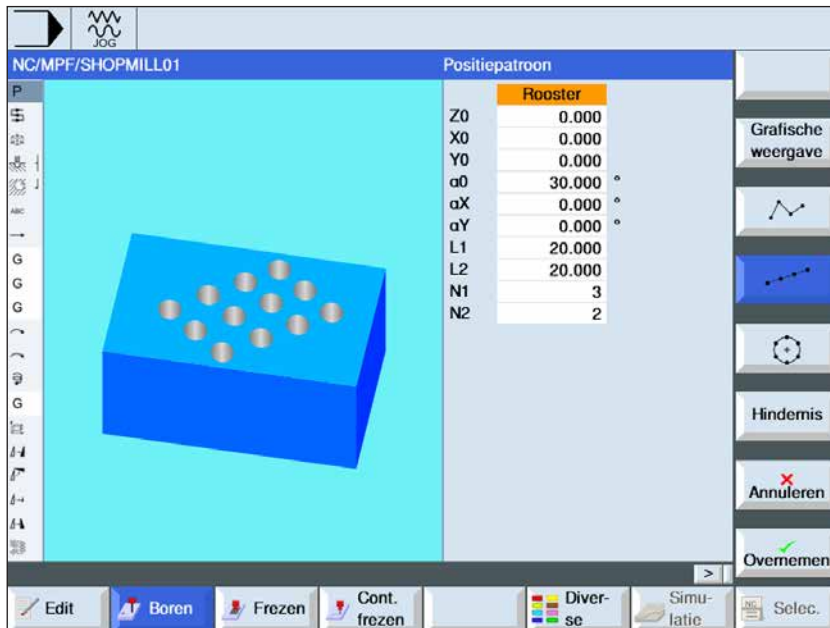 JOG
NC/MPF/SHOPMILL01
Positiepatroon
P
ABC
G
G
G
G
Rooster
Z0 0.000
X0 0.000
Y0 0.000
α0 30.000 °
αX 0.000 °
αY 0.000 °
L1 20.000
L2 20.000
N1 3
N2 2
Grafische
weergave
Hindernis
Annuleren
Overnemen
>
Edit
Boren
Frezen
Cont.
frezen
Diver-
se
Simu-
latie
NC
Selec.